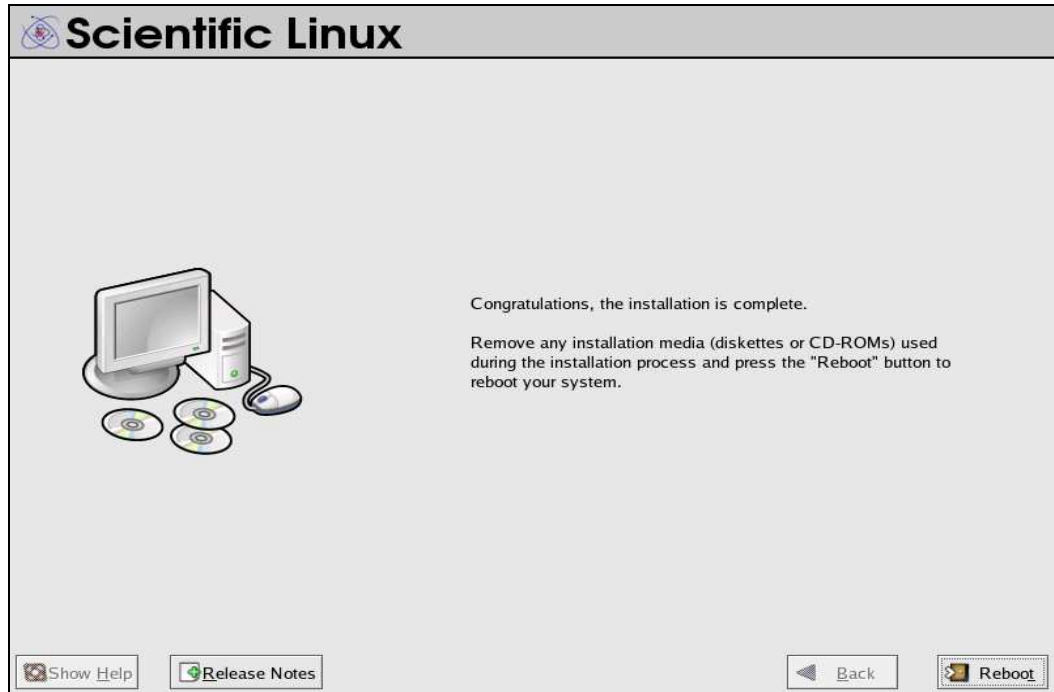 Scientific Linux
Congratulations, the installation is complete.
Remove any installation media (diskettes or CD-ROMs) used
during the installation process and press the "Reboot" button to
reboot your system.
Show Help
Release Notes
Back
Reboot